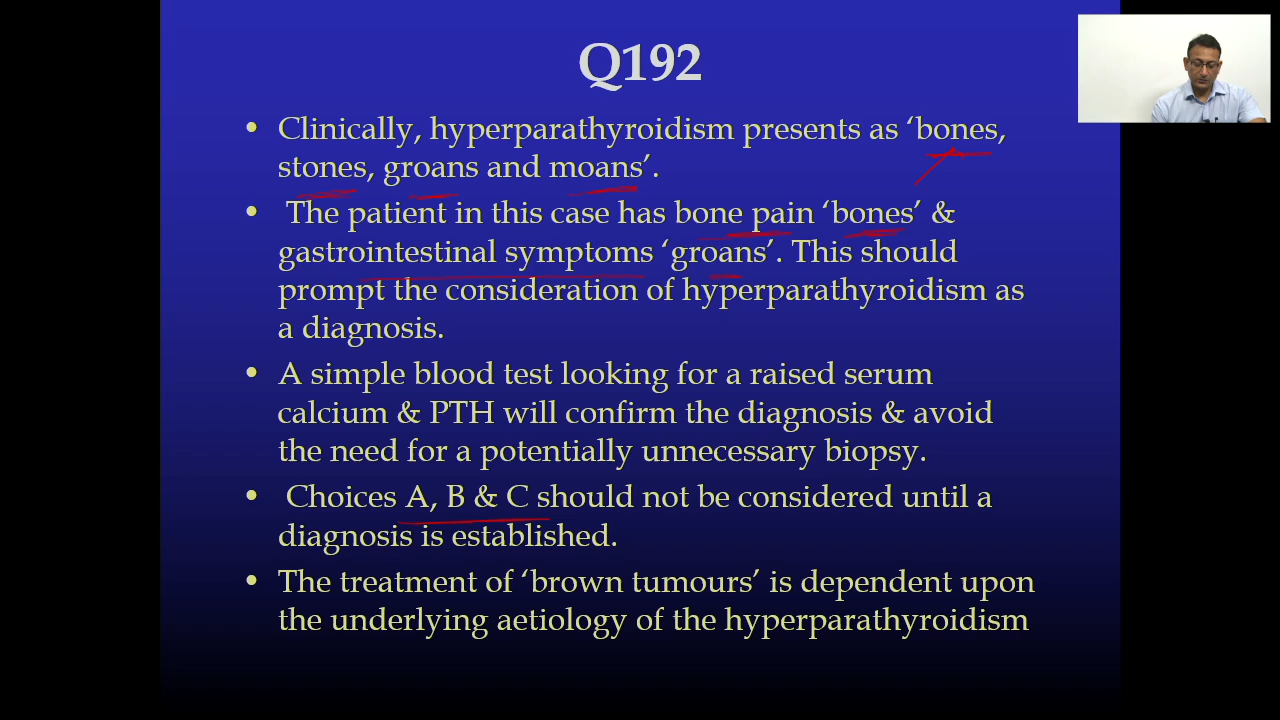 Q192
• Clinically, hyperparathyroidism presents as ‘bones,
stones, groans and moans’.
• The patient in this case has bone pain ‘bones’ &
gastrointestinal symptoms ‘groans’. This should
prompt the consideration of hyperparathyroidism as
a diagnosis.
• A simple blood test looking for a raised serum
calcium & PTH will confirm the diagnosis & avoid
the need for a potentially unnecessary biopsy.
• Choices A, B & C should not be considered until a
diagnosis is established.
• The treatment of ‘brown tumours’ is dependent upon
the underlying aetiology of the hyperparathyroidism